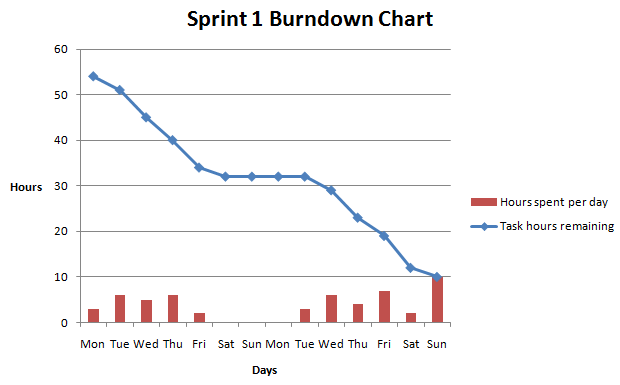 Sprint 1 Burndown Chart
60
50
40
30
20
10
0
Hours
Mon Tue Wed Thu Fri Sat Sun Mon Tue Wed Thu Fri Sat Sun
Days
Hours spent per day
Task hours remaining